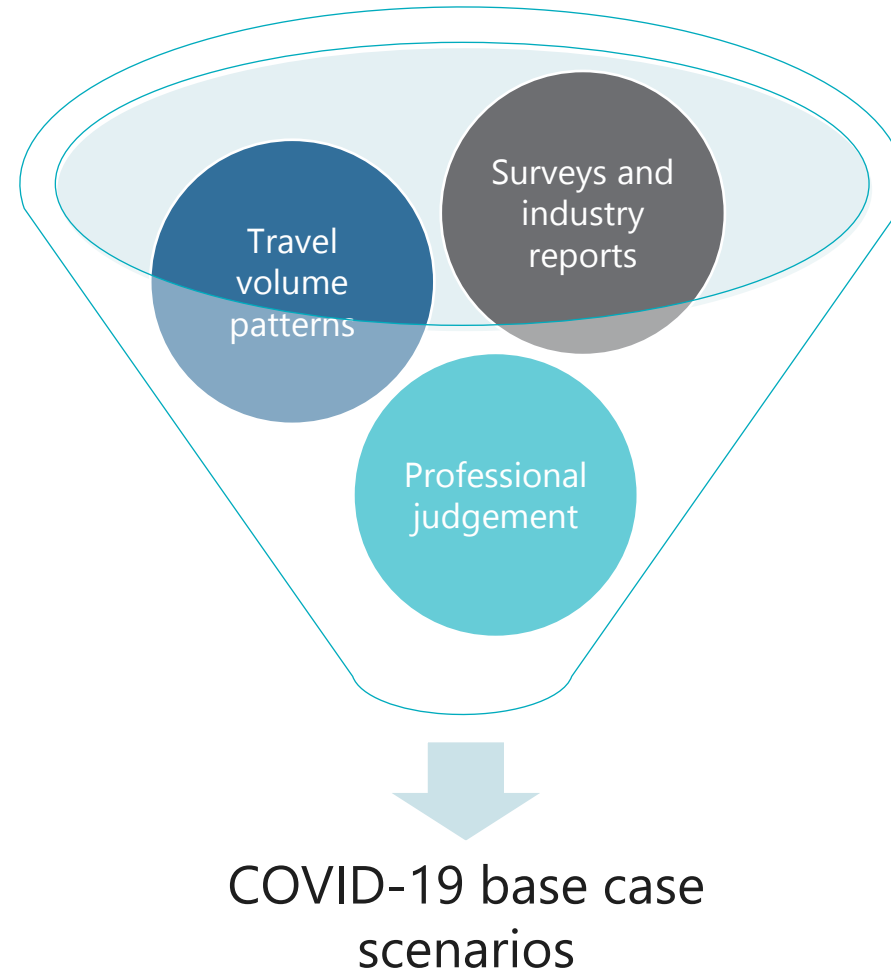 Surveys and
industry
reports
Travel
volume
patterns
Professional
judgement
COVID-19 base case
scenarios